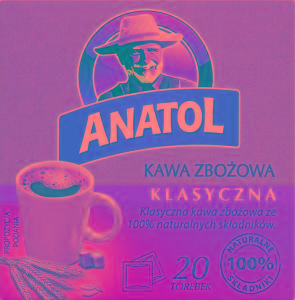 ANATOL
KAWA ZBOŻOWA
KLASYCZNA
Klasyczna kawa zbożowa ze
100% naturalnych składników.
PROPOZYCJA
PODANIA
20
TOREBEK
NATURALNE
100%
SKŁADNIKI